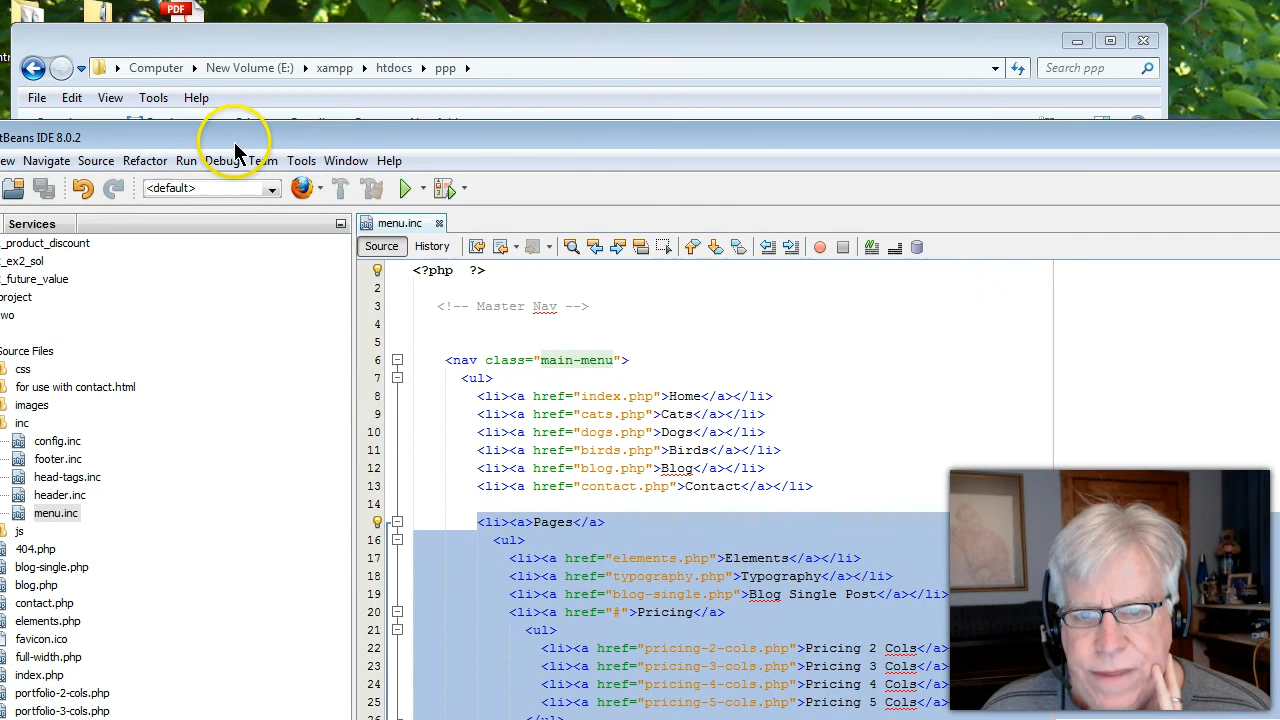 PDF
Computer New Volume (E:) xampp htdocs ppp Search ppp
File Edit View Tools Help
tBeans IDE 8.0.2
ew Navigate Source Refactor Run Debug Team Tools Window Help
<default>
Services menu.inc
_product_discount Source History
_ex2_sol
_future_value
project
wo
Source Files
css
for use with contact.html
images
inc
config.inc
footer.inc
head-tags.inc
header.inc
menu.inc
js
404.php
blog-single.php
blog.php
contact.php
elements.php
favicon.ico
full-width.php
index.php
portfolio-2-cols.php
portfolio-3-cols.php
<?php ?>
2
3 <!-- Master Nav -->
4
5
6 <nav class="main-menu">
7 <ul>
8 <li><a href="index.php">Home</a></li>
9 <li><a href="cats.php">Cats</a></li>
10 <li><a href="dogs.php">Dogs</a></li>
11 <li><a href="birds.php">Birds</a></li>
12 <li><a href="blog.php">Blog</a></li>
13 <li><a href="contact.php">Contact</a></li>
14
<li><a>Pages</a>
16 <ul>
17 <li><a href="elements.php">Elements</a></li>
18 <li><a href="typography.php">Typography</a></li>
19 <li><a href="blog-single.php">Blog Single Post</a></li>
20 <li><a href="#">Pricing</a>
21 <ul>
22 <li><a href="pricing-2-cols.php">Pricing 2 Cols</a>
23 <li><a href="pricing-3-cols.php">Pricing 3 Cols</a>
24 <li><a href="pricing-4-cols.php">Pricing 4 Cols</a>
25 <li><a href="pricing-5-cols.php">Pricing 5 Cols</a>